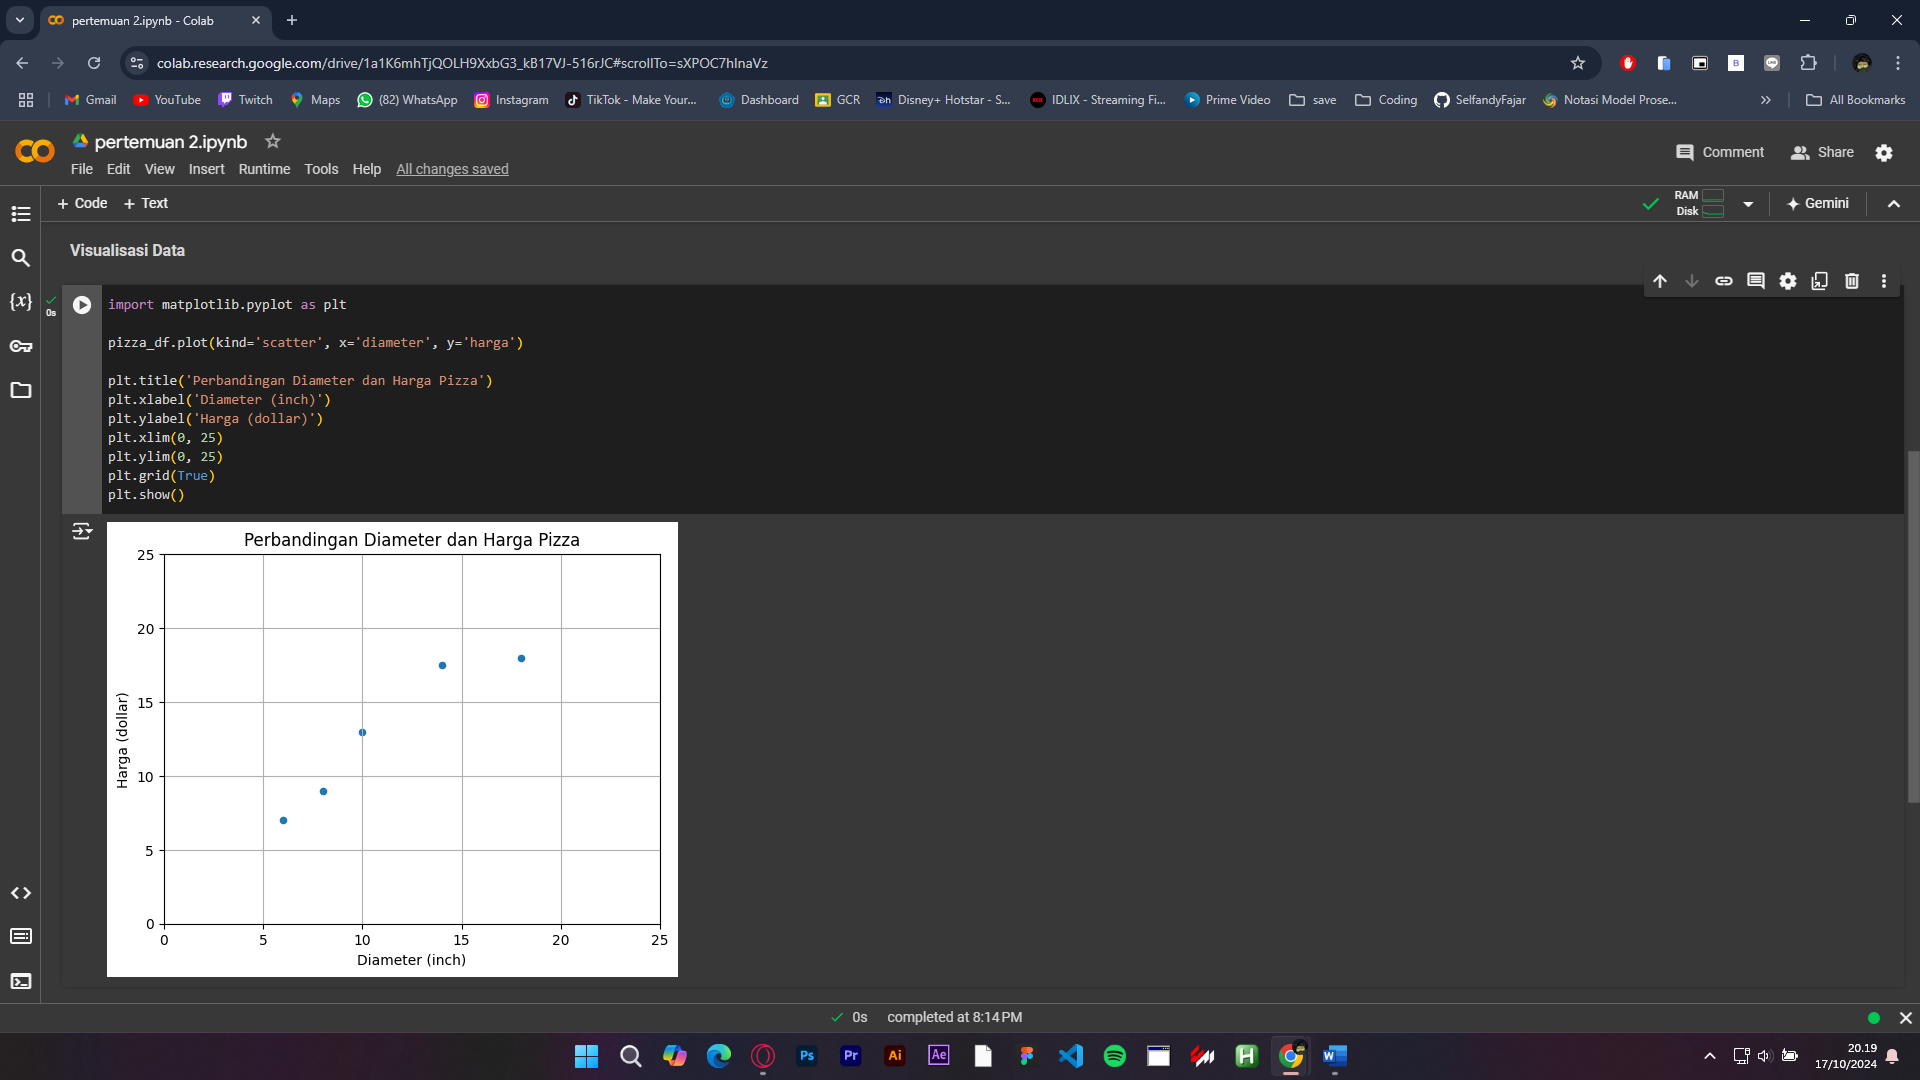 pertemuan 2.ipynb - Colab
colab.research.google.com/drive/1a1K6mhTjQOLH9XxbG3_kB17VJ-516rJC#scrollTo=sXPOC7hInaVz
Gmail YouTube Twitch Maps (82) WhatsApp Instagram TikTok - Make Your... Dashboard GCR Disney+ Hotstar - S... IDLIX - Streaming Fi... Prime Video save Coding SelfandyFajar Notasi Model Prose... » All Bookmarks
pertemuan 2.ipynb
Comment Share
File Edit View Insert Runtime Tools Help All changes saved
+ Code + Text
RAM
Disk
Gemini
Visualisasi Data
{x}
0s
import matplotlib.pyplot as plt
pizza_df.plot(kind='scatter', x='diameter', y='harga')
plt.title('Perbandingan Diameter dan Harga Pizza')
plt.xlabel('Diameter (inch)')
plt.ylabel('Harga (dollar)')
plt.xlim(0, 25)
plt.ylim(0, 25)
plt.grid(True)
plt.show()
Perbandingan Diameter dan Harga Pizza
25
20
15
10
5
0
Harga (dollar)
0 5 10 15 20 25
Diameter (inch)
0s completed at 8:14 PM
Ps Pr Ai Ae
20.19
17/10/2024